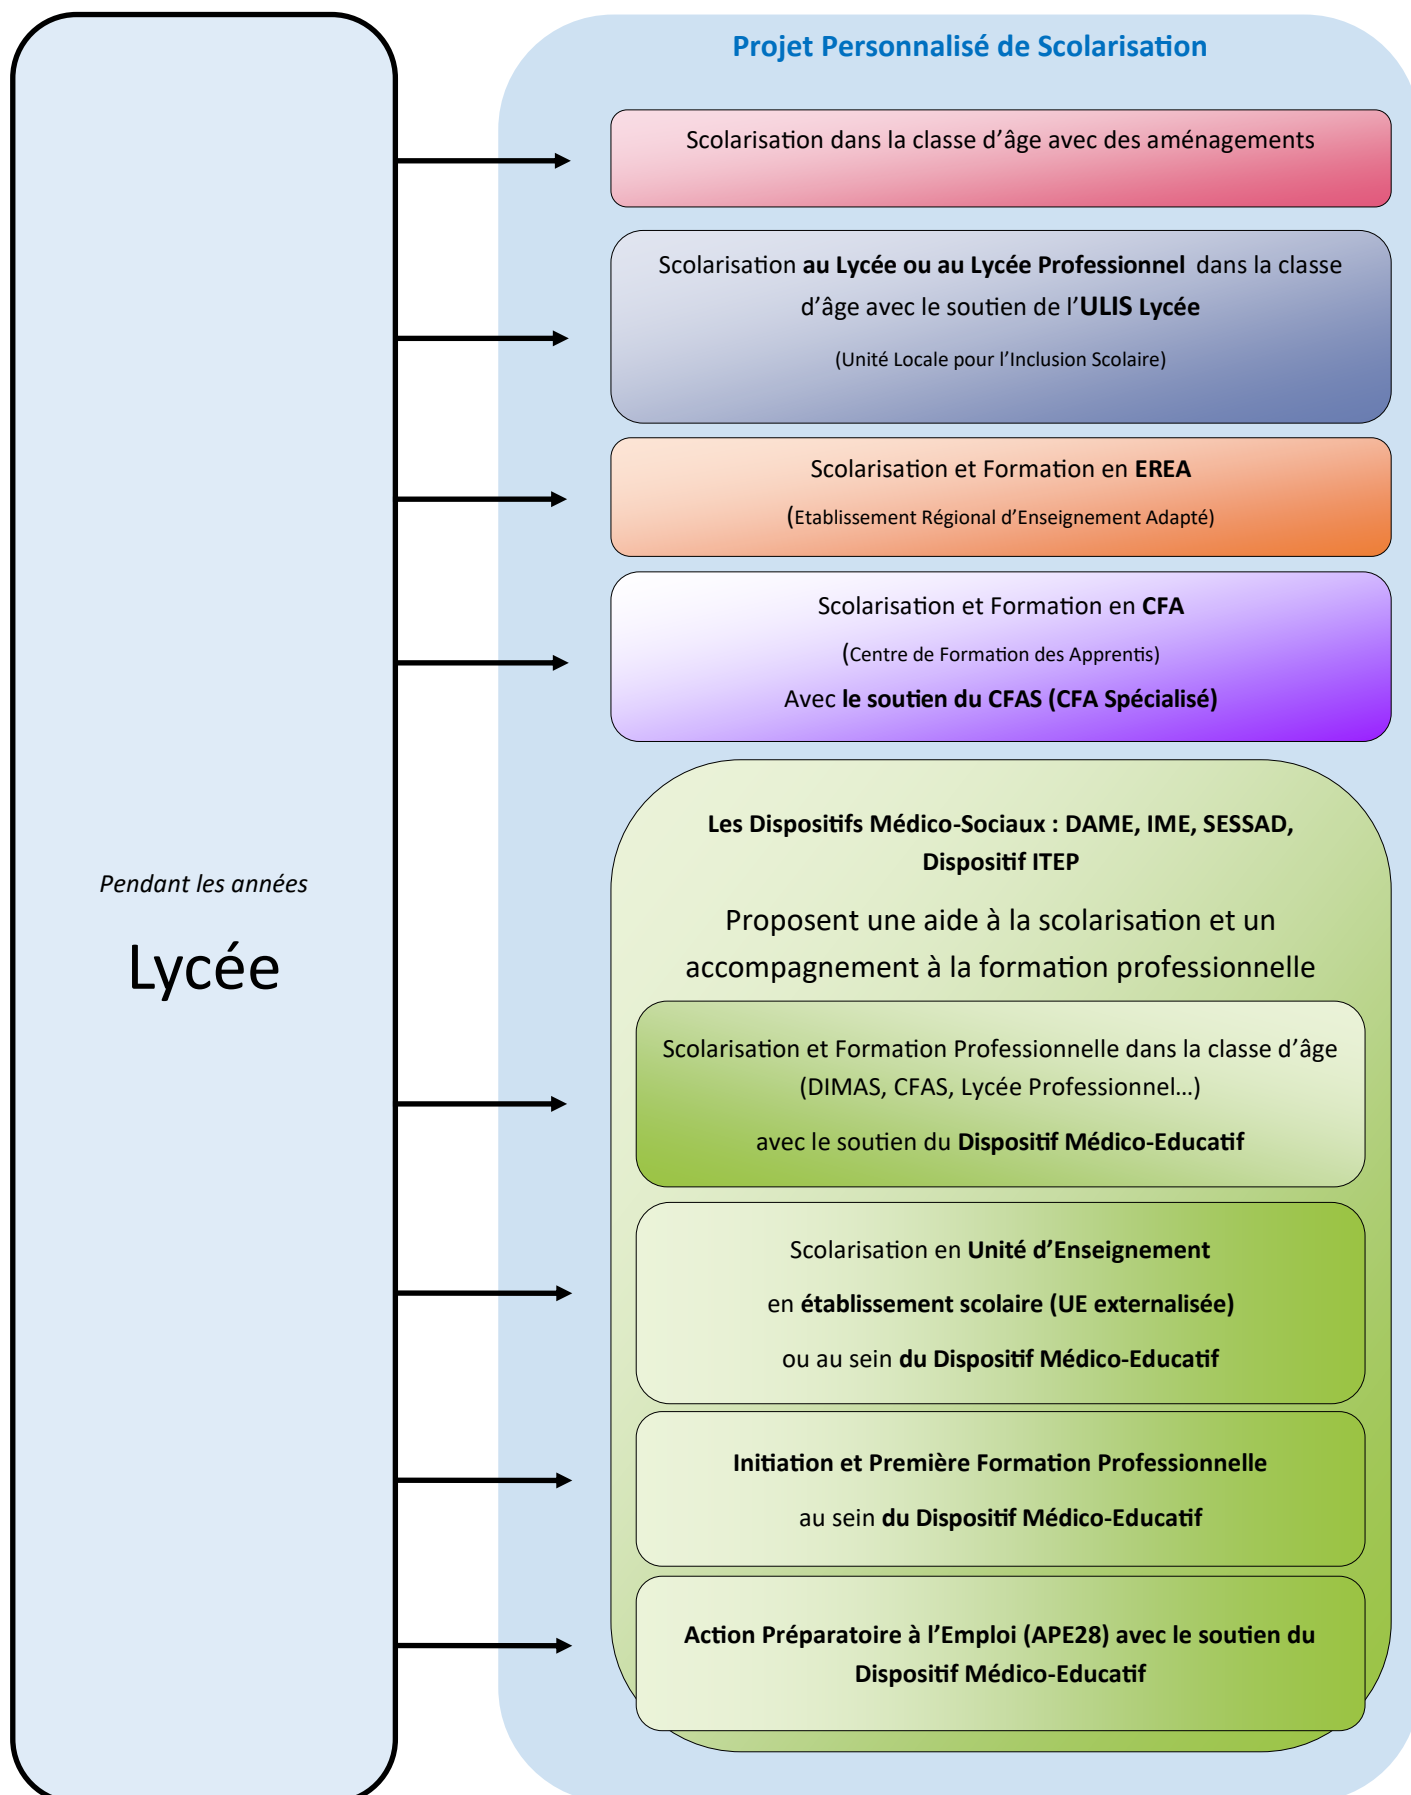 Projet Personnalisé de Scolarisation
Scolarisation dans la classe d’âge avec des aménagements
Scolarisation au Lycée ou au Lycée Professionnel dans la classe
d’âge avec le soutien de l’ULIS Lycée
(Unité Locale pour l’Inclusion Scolaire)
Scolarisation et Formation en EREA
(Etablissement Régional d’Enseignement Adapté)
Scolarisation et Formation en CFA
(Centre de Formation des Apprentis)
Avec le soutien du CFAS (CFA Spécialisé)
Pendant les années
Lycée
Les Dispositifs Médico-Sociaux : DAME, IME, SESSAD,
Dispositif ITEP
Proposent une aide à la scolarisation et un
accompagnement à la formation professionnelle
Scolarisation et Formation Professionnelle dans la classe d’âge
(DIMAS, CFAS, Lycée Professionnel…)
avec le soutien du Dispositif Médico-Educatif
Scolarisation en Unité d’Enseignement
en établissement scolaire (UE externalisée)
ou au sein du Dispositif Médico-Educatif
Initiation et Première Formation Professionnelle
au sein du Dispositif Médico-Educatif
Action Préparatoire à l’Emploi (APE28) avec le soutien du
Dispositif Médico-Educatif